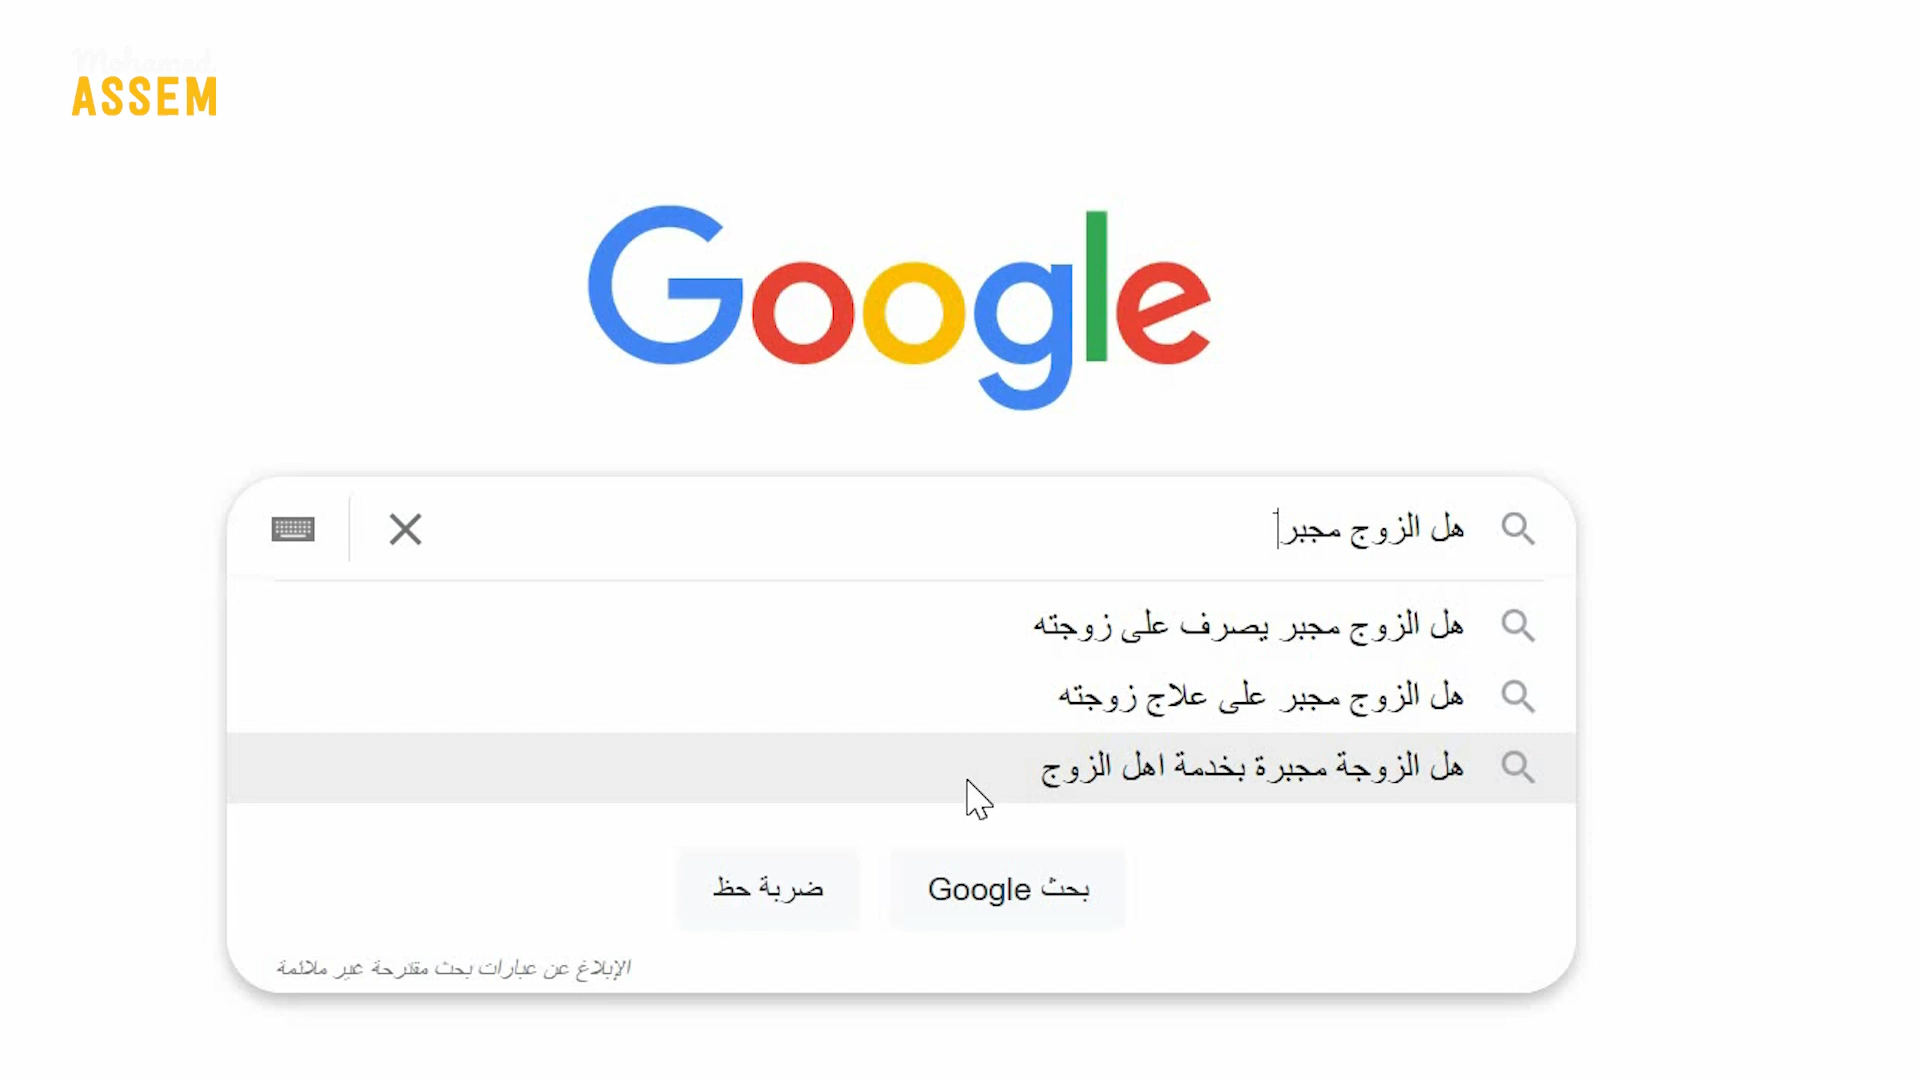 Mohamed
ASSEM
Google
هل الزوج مجبر
هل الزوج مجبر يصرف على زوجته
هل الزوج مجبر على علاج زوجته
هل الزوجة مجبرة بخدمة اهل الزوج
بحث Google
ضربة حظ
الإبلاغ عن عبارات بحث مقترحة غير ملائمة